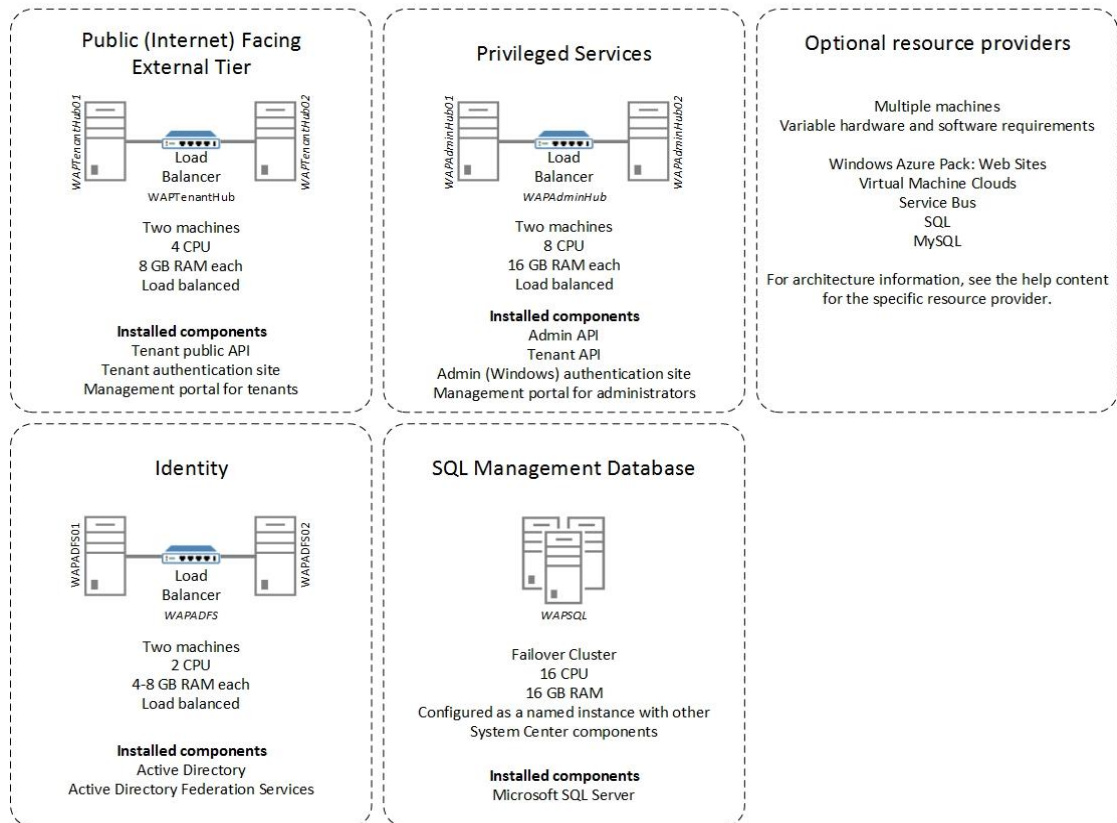 Public (Internet) Facing
External Tier
WAPTenantHub01
WAPTenantHub02
Load
Balancer
WAPTenantHub
Two machines
4 CPU
8 GB RAM each
Load balanced
Installed components
Tenant public API
Tenant authentication site
Management portal for tenants
Privileged Services
WAPAdminHub01
WAPAdminHub02
Load
Balancer
WAPAdminHub
Two machines
8 CPU
16 GB RAM each
Load balanced
Installed components
Admin API
Tenant API
Admin (Windows) authentication site
Management portal for administrators
Optional resource providers
Multiple machines
Variable hardware and software requirements
Windows Azure Pack: Web Sites
Virtual Machine Clouds
Service Bus
SQL
MySQL
For architecture information, see the help content
for the specific resource provider.
Identity
WAPADFS01
WAPADFS02
Load
Balancer
WAPADFS
Two machines
2 CPU
4-8 GB RAM each
Load balanced
Installed components
Active Directory
Active Directory Federation Services
SQL Management Database
WAPSQL
Failover Cluster
16 CPU
16 GB RAM
Configured as a named instance with other
System Center components
Installed components
Microsoft SQL Server